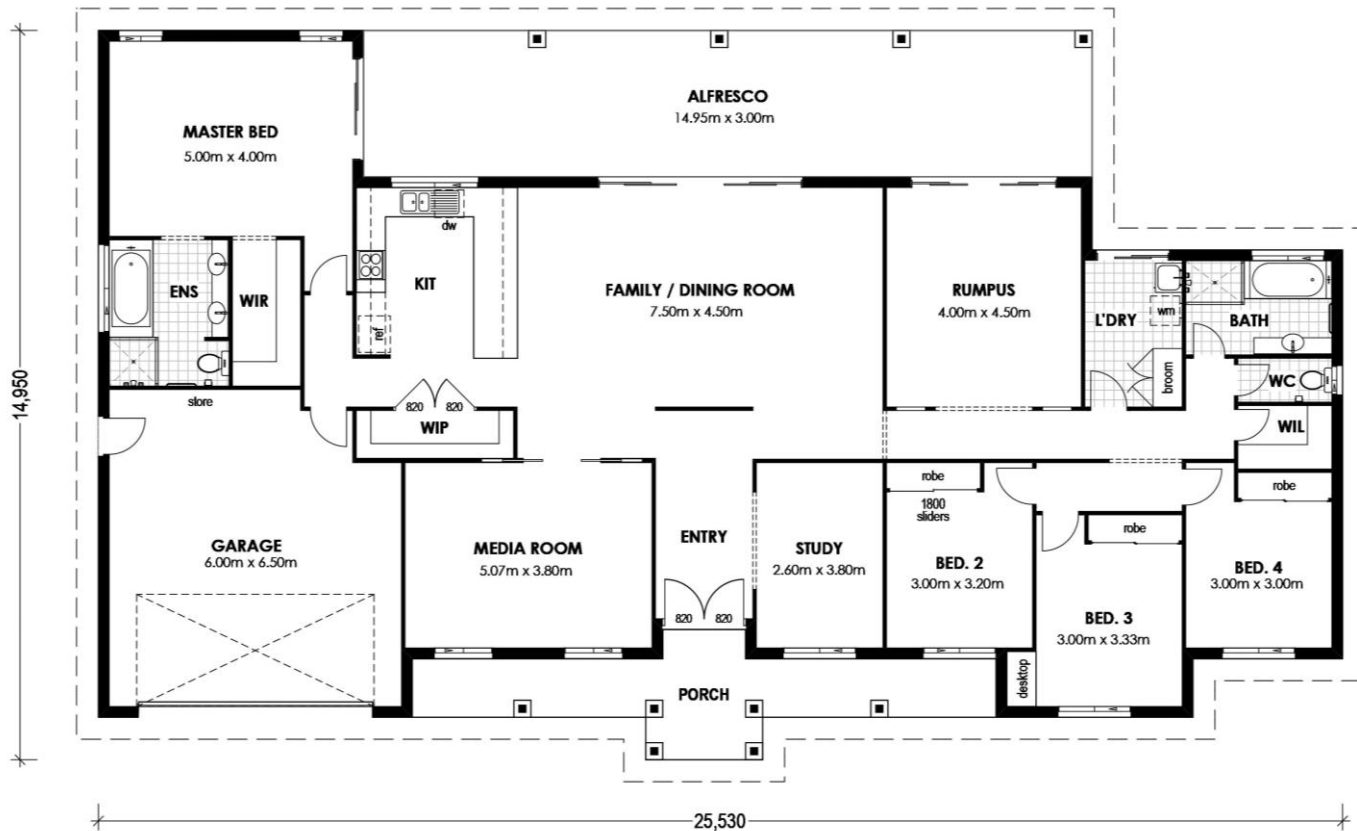 ALFRESCO
14.95m x 3.00m
MASTER BED
5.00m x 4.00m
dw
KIT
ref
ENS
WIR
FAMILY / DINING ROOM
7.50m x 4.50m
RUMPUS
4.00m x 4.50m
L'DRY
wm
broom
BATH
WC
WIL
14,950
store
820
820
WIP
GARAGE
6.00m x 6.50m
MEDIA ROOM
5.07m x 3.80m
ENTRY
820
820
STUDY
2.60m x 3.80m
robe
1800
sliders
BED. 2
3.00m x 3.20m
robe
BED. 3
3.00m x 3.33m
desktop
robe
BED. 4
3.00m x 3.00m
PORCH
25,530